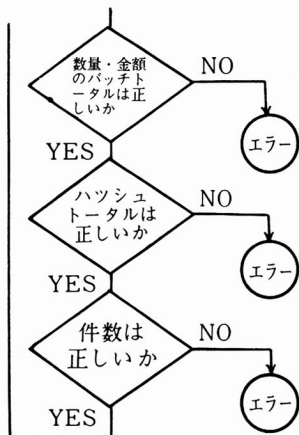 数量・金額
のバッチト
ータルは正
しいか
NO
エラー
YES
ハツシュ
トータルは
正しいか
NO
エラー
YES
件数は
正しいか
NO
エラー
YES